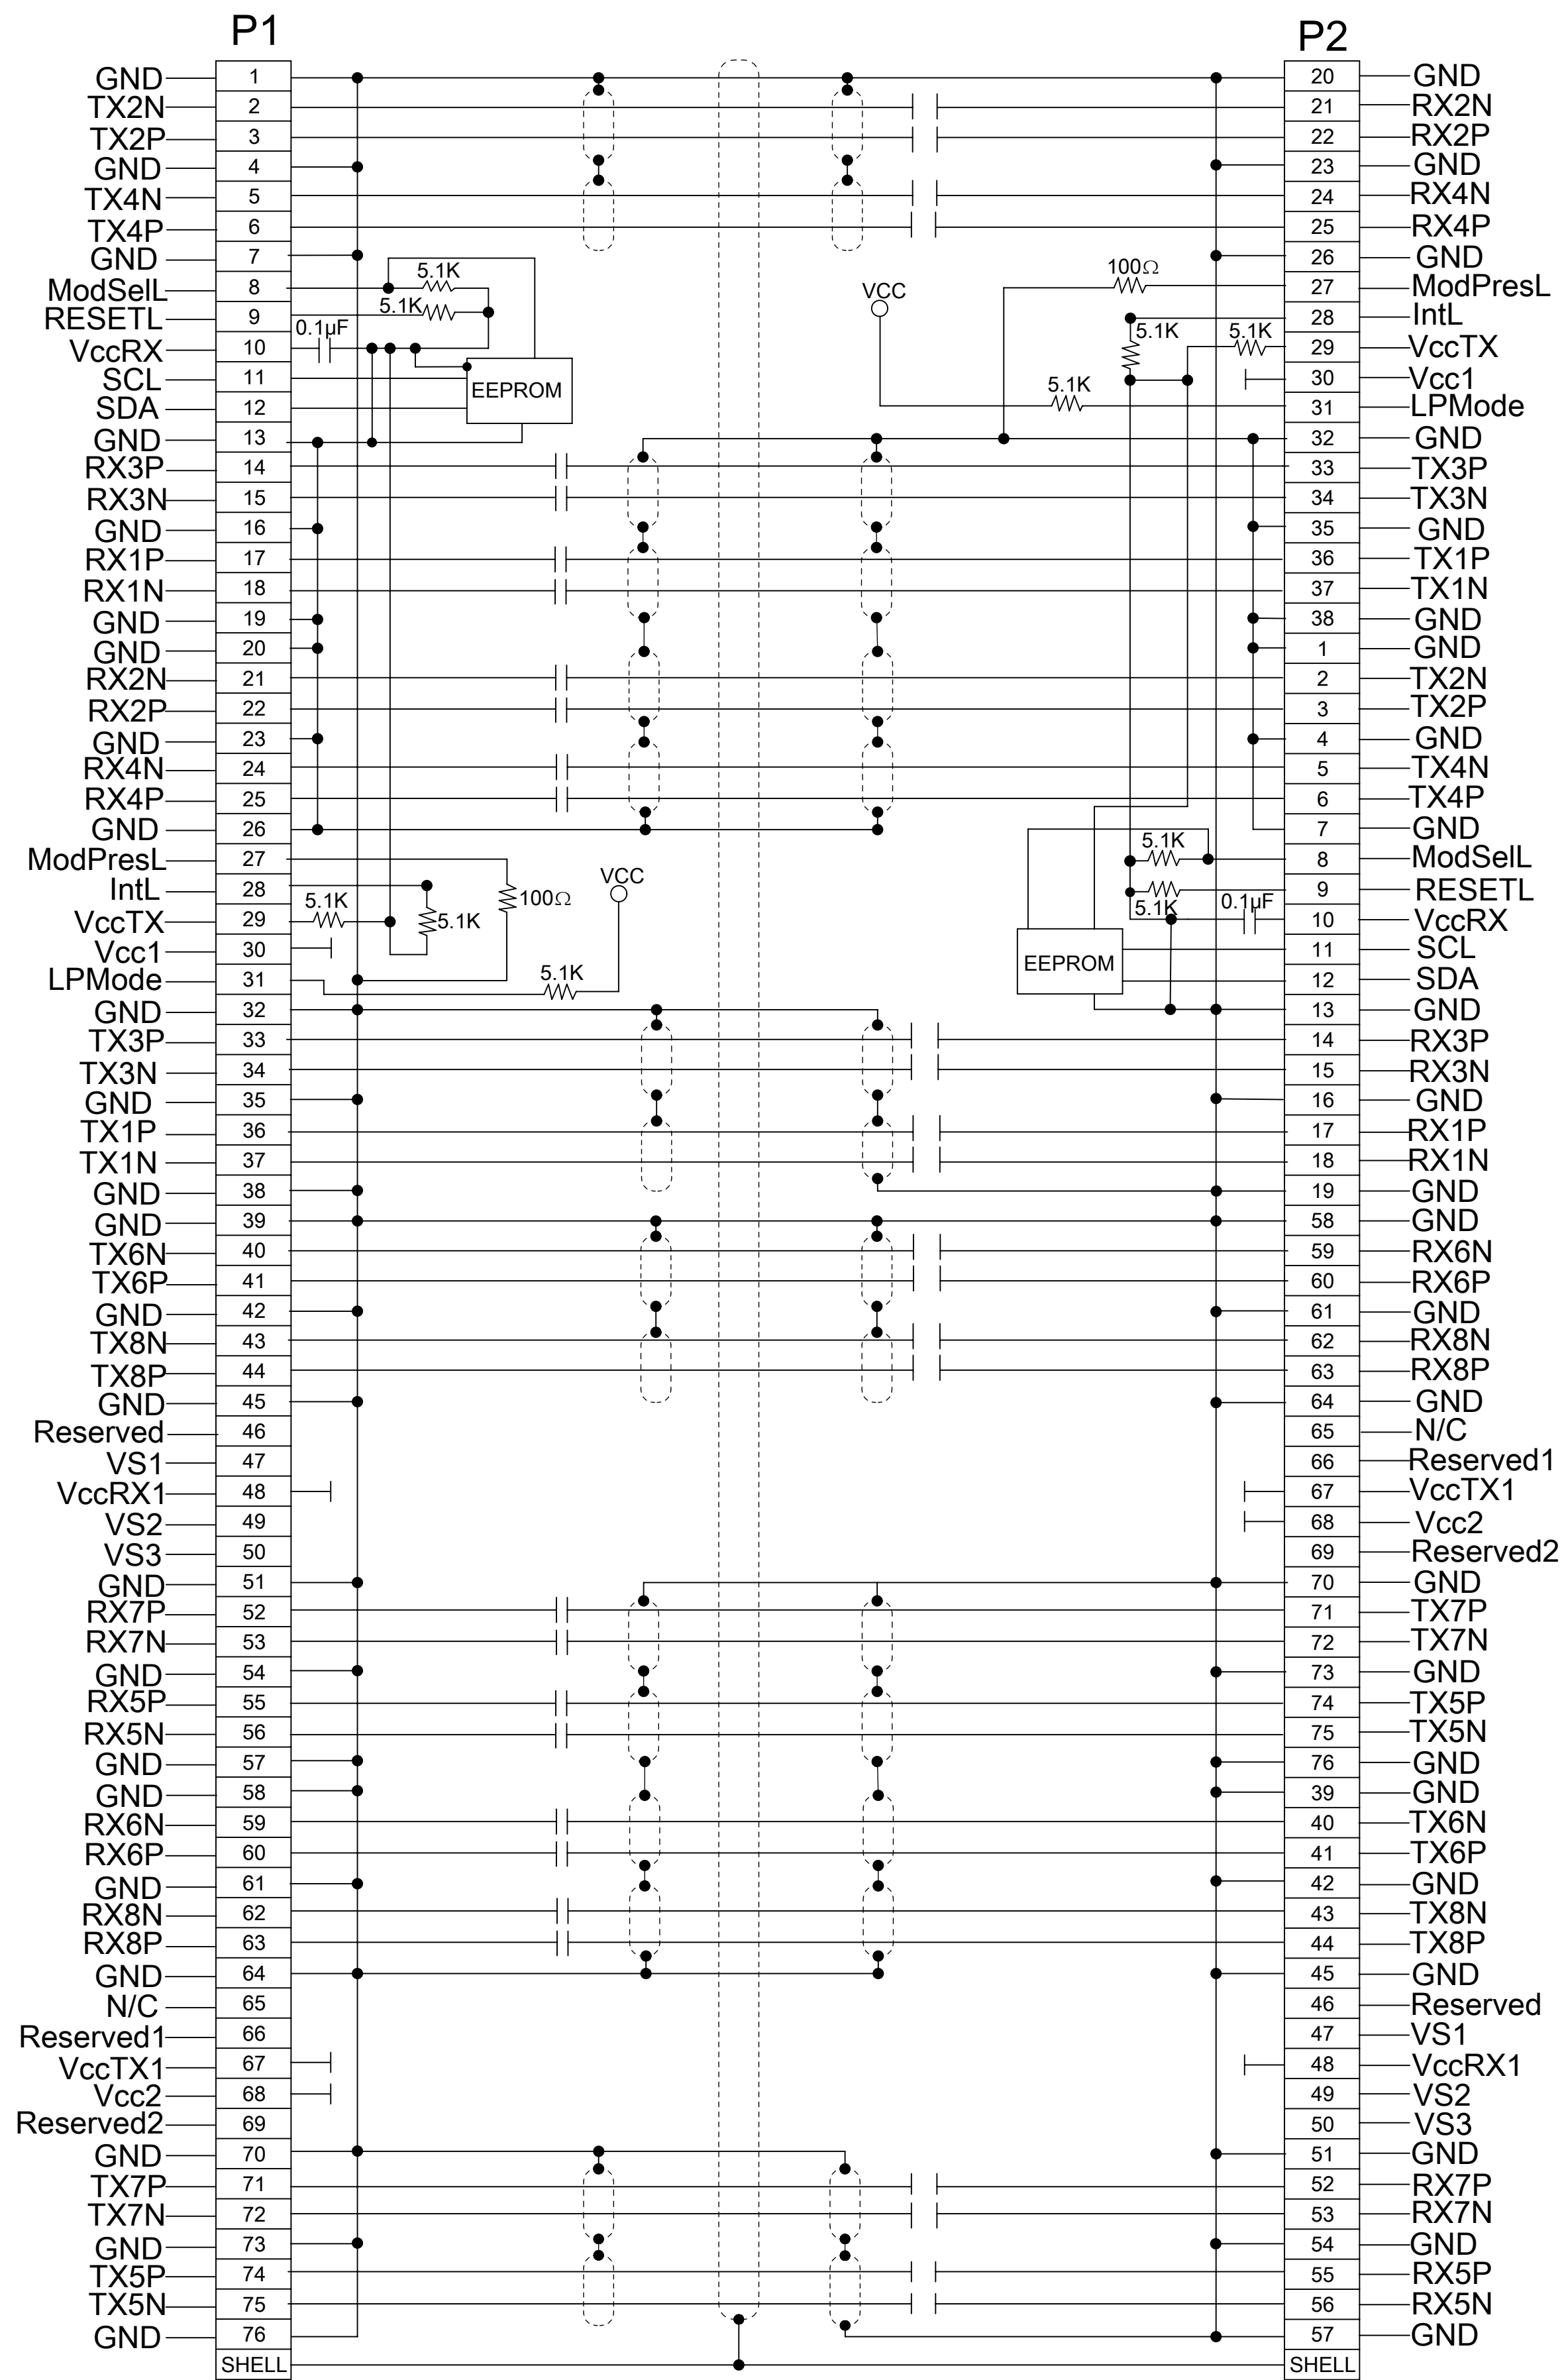 P1 P2
GND 1 20 GND
TX2N 2 21 RX2N
TX2P 3 22 RX2P
GND 4 23 GND
TX4N 5 24 RX4N
TX4P 6 25 RX4P
GND 7 26 GND
ModSelL 8 5.1K 100Ω 27 ModPresL
RESETL 9 5.1K VCC 28 IntL
VccRX 10 0.1µF 5.1K 5.1K 29 VccTX
SCL 11 EEPROM 30 Vcc1
SDA 12 5.1K 31 LPMode
GND 13 32 GND
RX3P 14 33 TX3P
RX3N 15 34 TX3N
GND 16 35 GND
RX1P 17 36 TX1P
RX1N 18 37 TX1N
GND 19 38 GND
GND 20 1 GND
RX2N 21 2 TX2N
RX2P 22 3 TX2P
GND 23 4 GND
RX4N 24 5 TX4N
RX4P 25 6 TX4P
GND 26 7 GND
ModPresL 27 5.1K 8 ModSelL
IntL 28 100Ω VCC 5.1K 9 RESETL
VccTX 29 5.1K 5.1K 0.1µF 10 VccRX
Vcc1 30 EEPROM 11 SCL
LPMode 31 5.1K 12 SDA
GND 32 13 GND
TX3P 33 14 RX3P
TX3N 34 15 RX3N
GND 35 16 GND
TX1P 36 17 RX1P
TX1N 37 18 RX1N
GND 38 19 GND
GND 39 58 GND
TX6N 40 59 RX6N
TX6P 41 60 RX6P
GND 42 61 GND
TX8N 43 62 RX8N
TX8P 44 63 RX8P
GND 45 64 GND
Reserved 46 65 N/C
VS1 47 66 Reserved1
VccRX1 48 67 VccTX1
VS2 49 68 Vcc2
VS3 50 69 Reserved2
GND 51 70 GND
RX7P 52 71 TX7P
RX7N 53 72 TX7N
GND 54 73 GND
RX5P 55 74 TX5P
RX5N 56 75 TX5N
GND 57 76 GND
GND 58 39 GND
RX6N 59 40 TX6N
RX6P 60 41 TX6P
GND 61 42 GND
RX8N 62 43 TX8N
RX8P 63 44 TX8P
GND 64 45 GND
N/C 65 46 Reserved
Reserved1 66 47 VS1
VccTX1 67 48 VccRX1
Vcc2 68 49 VS2
Reserved2 69 50 VS3
GND 70 51 GND
TX7P 71 52 RX7P
TX7N 72 53 RX7N
GND 73 54 GND
TX5P 74 55 RX5P
TX5N 75 56 RX5N
GND 76 57 GND
SHELL SHELL